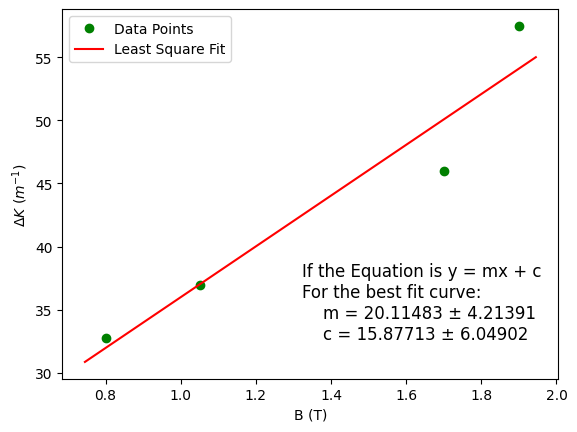 Data Points
Least Square Fit
55
50
45
40
35
30
ΔK (m⁻¹)
If the Equation is y = mx + c
For the best fit curve:
m = 20.11483 ± 4.21391
c = 15.87713 ± 6.04902
0.8 1.0 1.2 1.4 1.6 1.8 2.0
B (T)